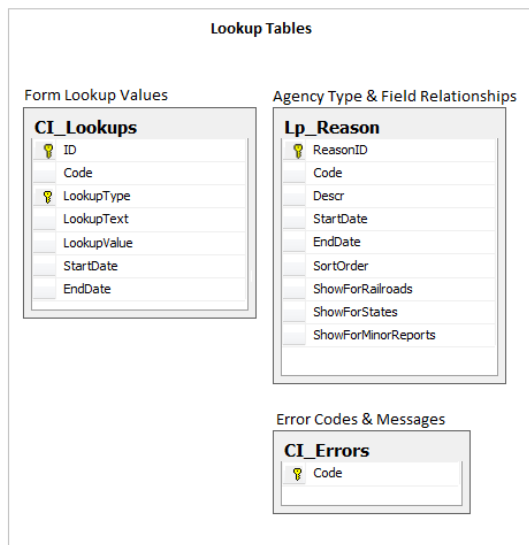 Lookup Tables
Form Lookup Values
CI_Lookups
ID
Code
LookupType
LookupText
LookupValue
StartDate
EndDate
Agency Type & Field Relationships
Lp_Reason
ReasonID
Code
Descr
StartDate
EndDate
SortOrder
ShowForRailroads
ShowForStates
ShowForMinorReports
Error Codes & Messages
CI_Errors
Code